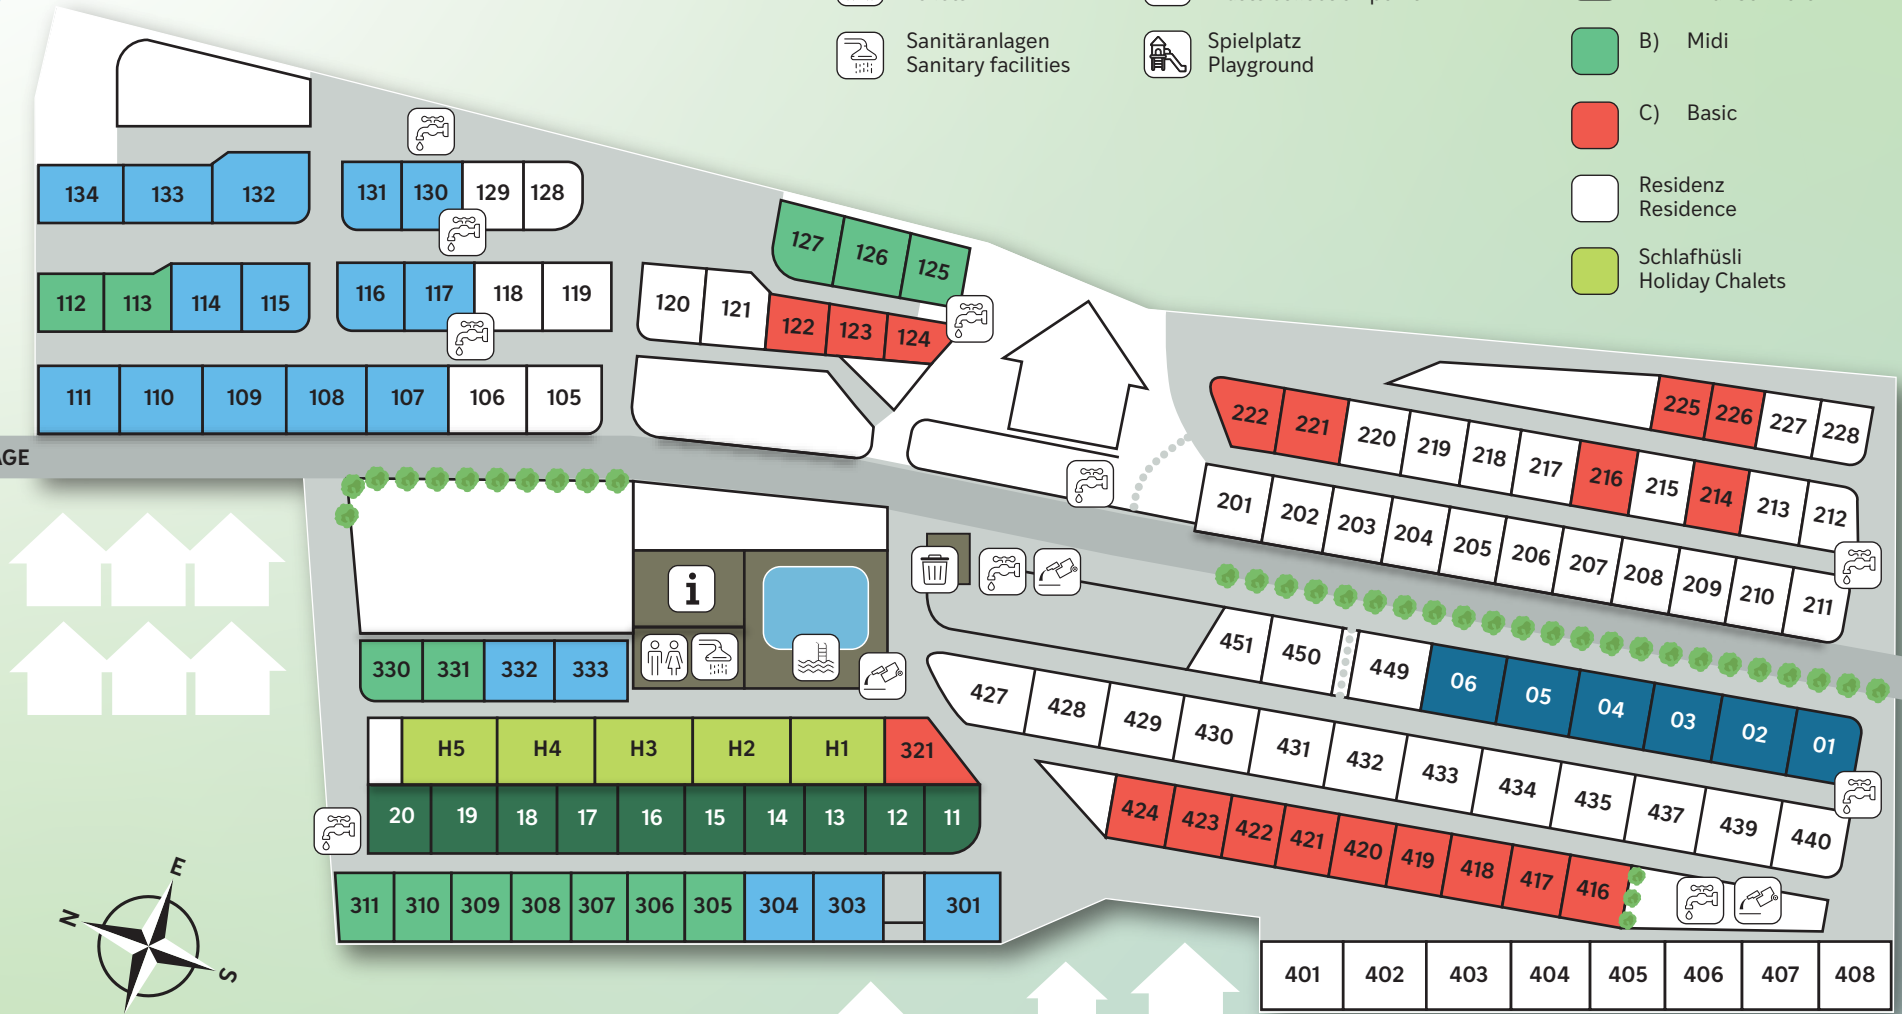 Sanitäranlagen
Sanitary facilities
Spielplatz
Playground
B) Midi
C) Basic
Residenz
Residence
Schlafhüsli
Holiday Chalets
134 133 132
131 130 129 128
127 126 125
112 113 114 115
116 117 118 119
120 121 122 123 124
111 110 109 108 107 106 105
AGE
225 226 227 228
222 221 220 219 218 217 216 215 214 213 212
201 202 203 204 205 206 207 208 209 210 211
i
330 331 332 333
451 450 449 06 05 04 03 02 01
427 428 429 430 431 432 433 434 435 437 439 440
H5 H4 H3 H2 H1 321
20 19 18 17 16 15 14 13 12 11
424 423 422 421 420 419 418 417 416
311 310 309 308 307 306 305 304 303 301
401 402 403 404 405 406 407 408
E
N
S